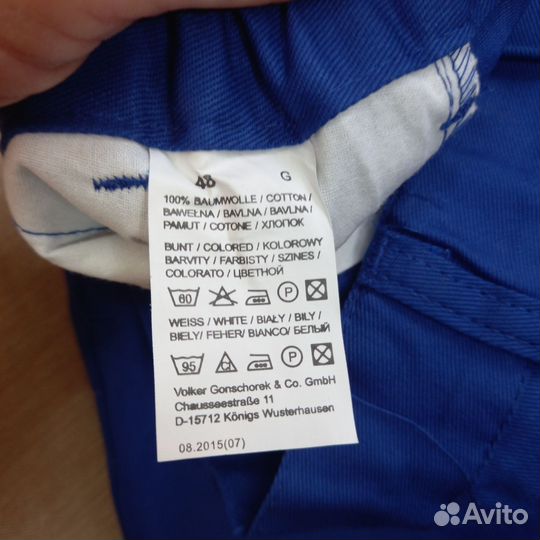 48 G
100% BAUMWOLLE / COTTON /
BAWEŁNA / BAVLNA / BAVLNA /
PAMUT / COTONE / ХЛОПОК
BUNT / COLORED / KOLOROWY
BARVITY / FARBISTY / SZINES /
COLORATO / ЦВЕТНОЙ
60 P
WEISS / WHITE / BIAŁY / BILY /
BIELY/ FEHER/ BIANCO/ БЕЛЫЙ
95 CL P
Volker Gonschorek & Co. GmbH
Chausseestraße 11
D-15712 Königs Wusterhausen
08.2015(07)
Avito